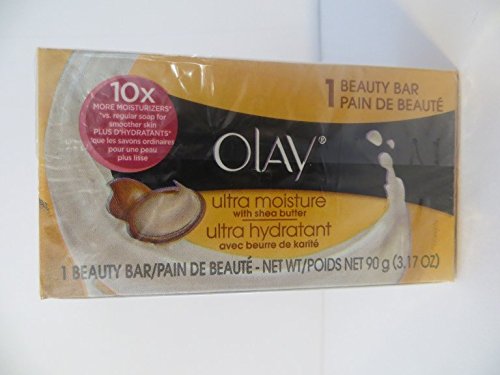 10x
MORE MOISTURIZERS*
*vs. regular soap for
smoother skin
PLUS D'HYDRATANTS*
*que les savons ordinaires
pour une peau
plus lisse
1 BEAUTY BAR
PAIN DE BEAUTÉ
OLAY®
ultra moisture
with shea butter
ultra hydratant
avec beurre de karité
1 BEAUTY BAR/PAIN DE BEAUTÉ - NET WT/POIDS NET 90 g (3.17 OZ)